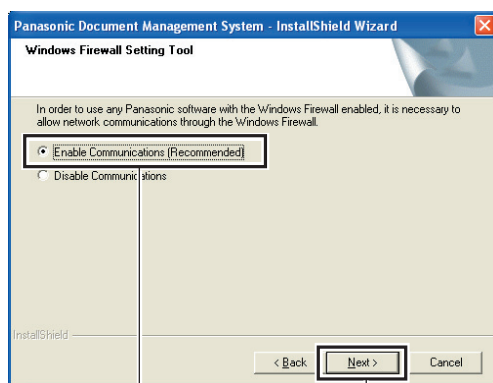 Panasonic Document Management System - InstallShield Wizard
Windows Firewall Setting Tool
In order to use any Panasonic software with the Windows Firewall enabled, it is necessary to
allow network communications through the Windows Firewall.
Enable Communications (Recommended)
Disable Communications
InstallShield
< Back Next > Cancel